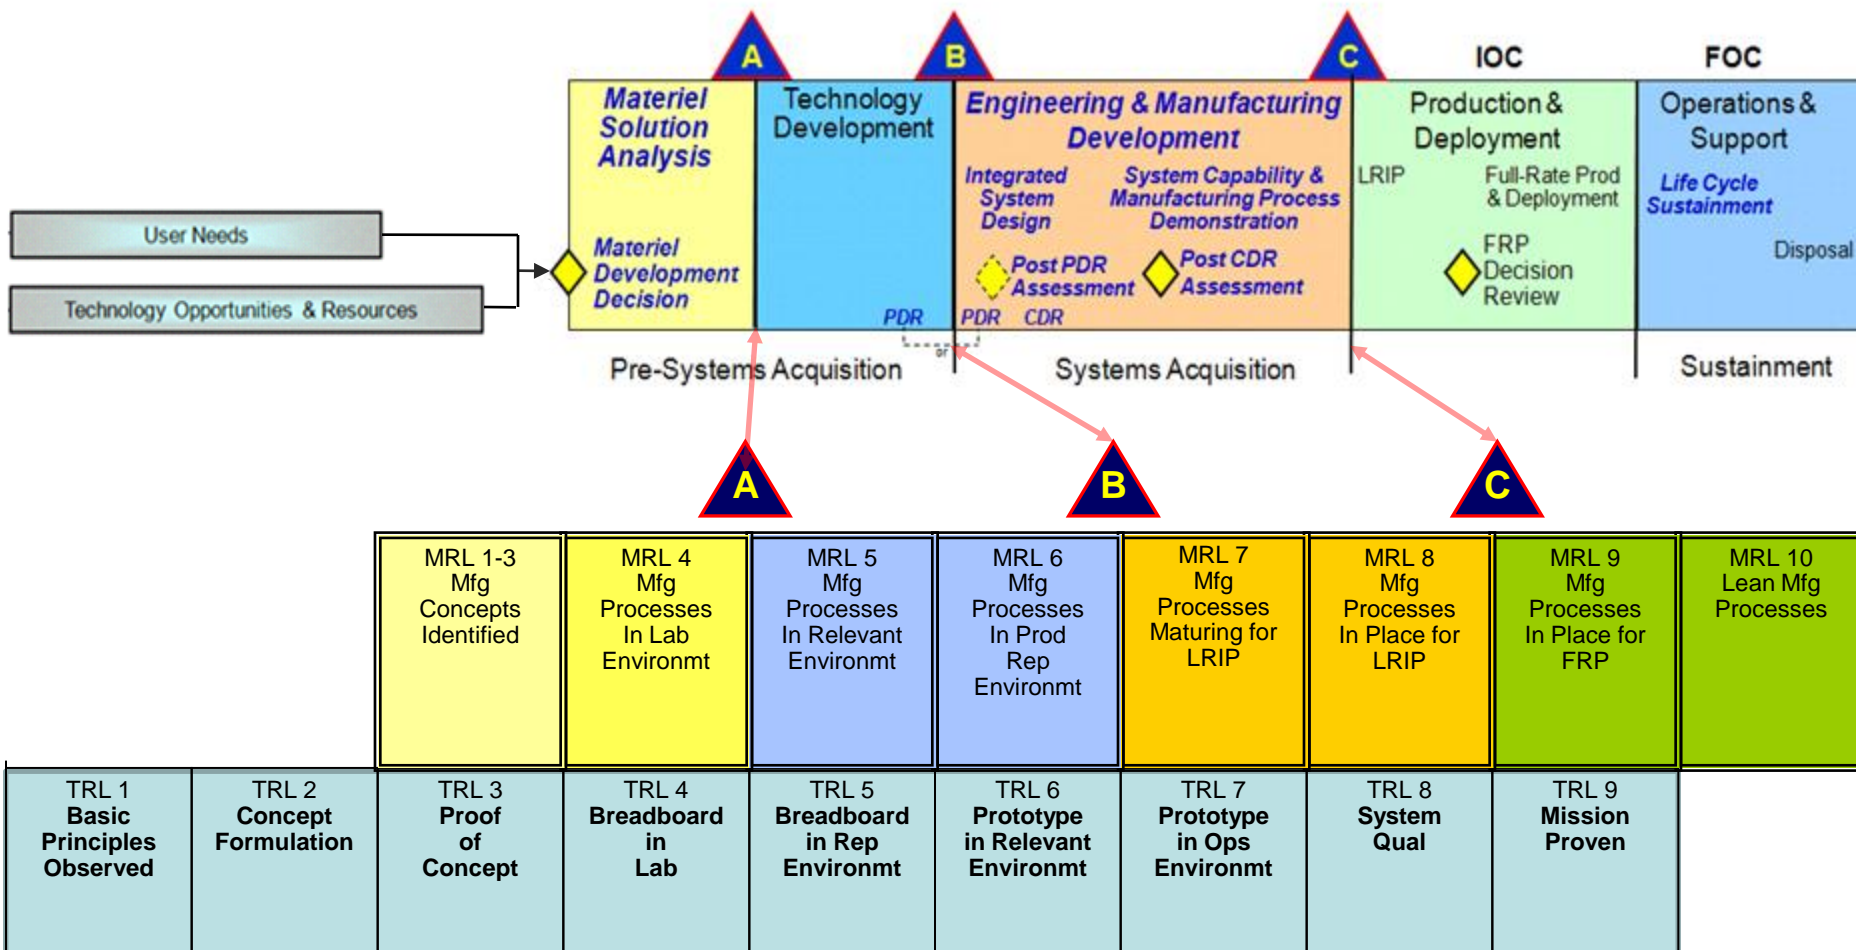 A
B
C
IOC
FOC
Materiel
Solution
Analysis
Materiel
Development
Decision
Technology
Development
PDR
Engineering & Manufacturing
Development
Integrated
System
Design
System Capability &
Manufacturing Process
Demonstration
Post PDR
Assessment
Post CDR
Assessment
PDR CDR
Production &
Deployment
LRIP
Full-Rate Prod
& Deployment
FRP
Decision
Review
Operations &
Support
Life Cycle
Sustainment
Disposal
User Needs
Technology Opportunities & Resources
or
Pre-Systems Acquisition
Systems Acquisition
Sustainment
A
B
C
MRL 1-3
Mfg
Concepts
Identified
MRL 4
Mfg
Processes
In Lab
Environmt
MRL 5
Mfg
Processes
In Relevant
Environmt
MRL 6
Mfg
Processes
In Prod
Rep
Environmt
MRL 7
Mfg
Processes
Maturing for
LRIP
MRL 8
Mfg
Processes
In Place for
LRIP
MRL 9
Mfg
Processes
In Place for
FRP
MRL 10
Lean Mfg
Processes
TRL 1
Basic
Principles
Observed
TRL 2
Concept
Formulation
TRL 3
Proof
of
Concept
TRL 4
Breadboard
in
Lab
TRL 5
Breadboard
in Rep
Environmt
TRL 6
Prototype
in Relevant
Environmt
TRL 7
Prototype
in Ops
Environmt
TRL 8
System
Qual
TRL 9
Mission
Proven